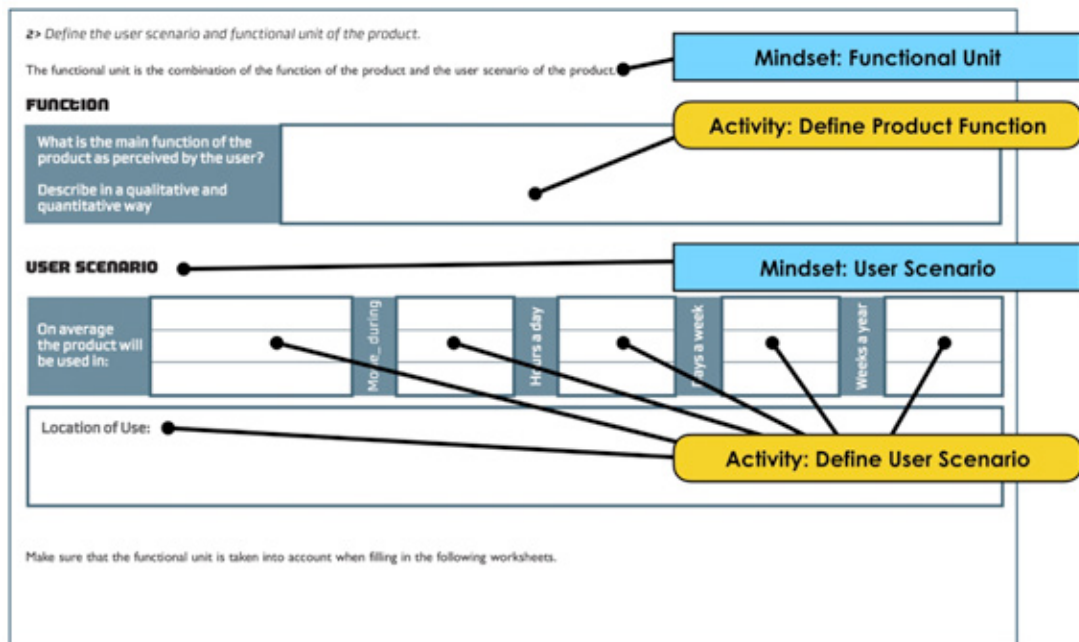 2> Define the user scenario and functional unit of the product.
The functional unit is the combination of the function of the product and the user scenario of the product.
Mindset: Functional Unit
FUNCTION
Activity: Define Product Function
What is the main function of the
product as perceived by the user?
Describe in a qualitative and
quantitative way
USER SCENARIO
Mindset: User Scenario
On average
the product will
be used in:
Hours a day
Days a week
Weeks a year
Location of Use:
Activity: Define User Scenario
Make sure that the functional unit is taken into account when filling in the following worksheets.